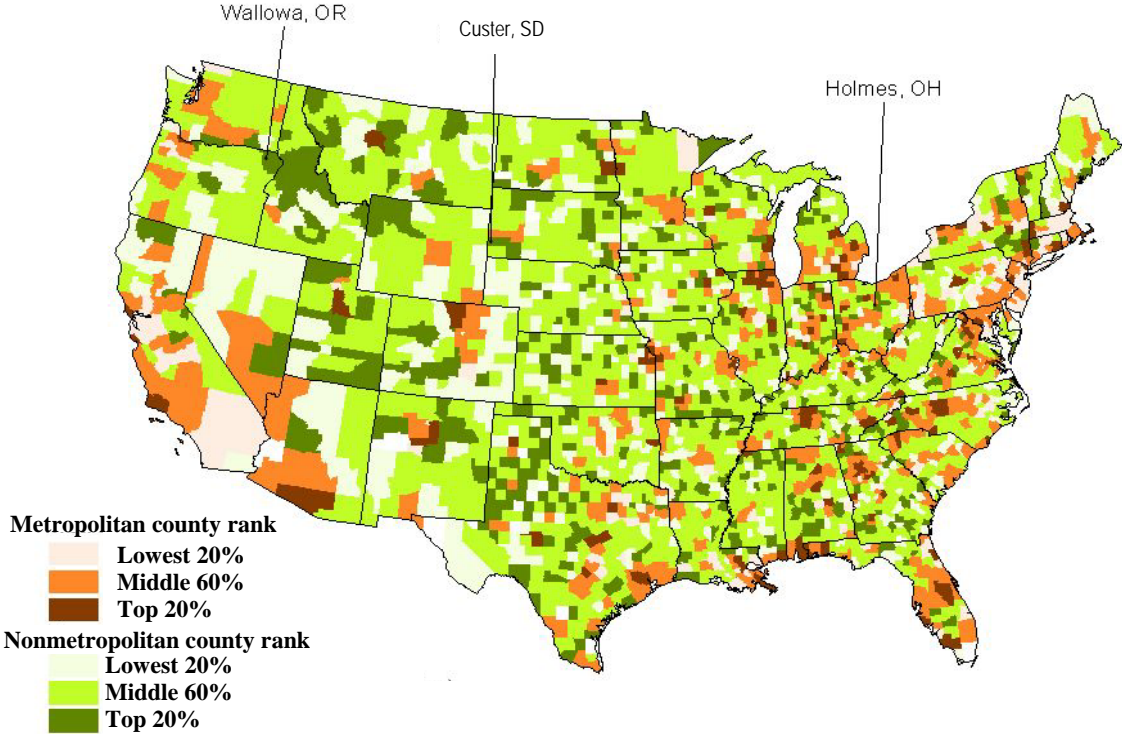 Wallowa, OR
Custer, SD
Holmes, OH
Metropolitan county rank
Lowest 20%
Middle 60%
Top 20%
Nonmetropolitan county rank
Lowest 20%
Middle 60%
Top 20%